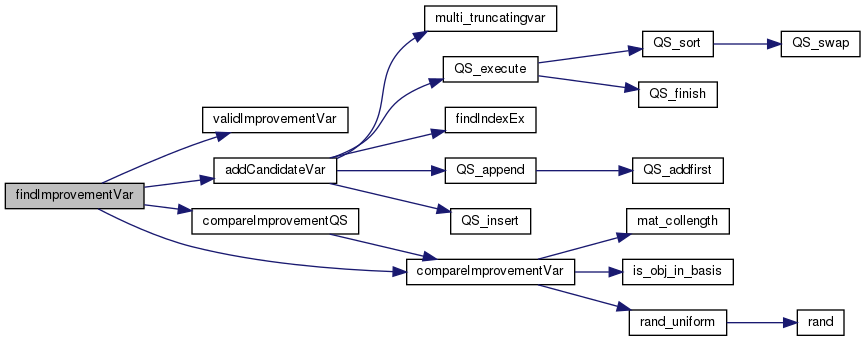 multi_truncatingvar
QS_sort
QS_swap
QS_execute
QS_finish
validImprovementVar
findIndexEx
addCandidateVar
QS_append
QS_addfirst
findImprovementVar
compareImprovementQS
QS_insert
mat_collength
compareImprovementVar
is_obj_in_basis
rand_uniform
rand